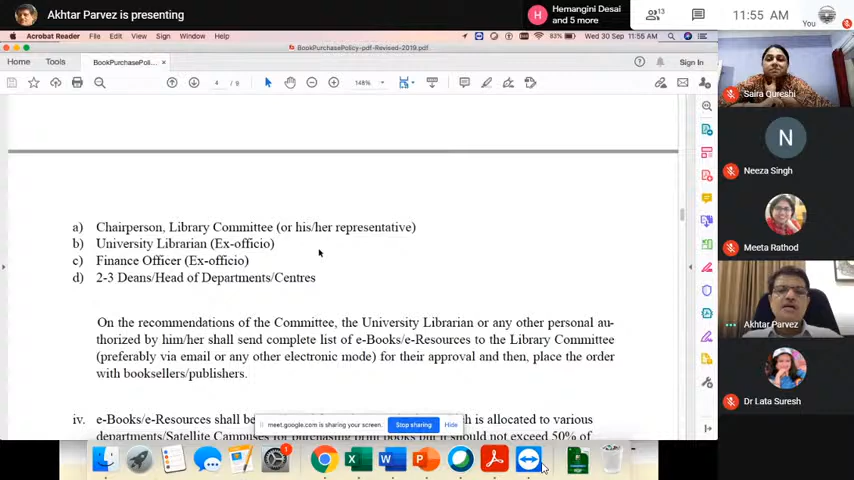 Akhtar Parvez is presenting
Hemangini Desai
and 5 more
13
11:55 AM
You
Acrobat Reader File Edit View Sign Window Help
83% Wed 30 Sep 11:55 AM
BookPurchasePolicy-pdf-Revised-2019.pdf
Home Tools BookPurchasePoli... × Sign In
4 / 9 148%
a) Chairperson, Library Committee (or his/her representative)
b) University Librarian (Ex-officio)
c) Finance Officer (Ex-officio)
d) 2-3 Deans/Head of Departments/Centres
On the recommendations of the Committee, the University Librarian or any other personal au-
thorized by him/her shall send complete list of e-Books/e-Resources to the Library Committee
(preferably via email or any other electronic mode) for their approval and then, place the order
with booksellers/publishers.
iv. e-Books/e-Resources shall be
which is allocated to various
departments/Satellite Campuses for purchasing print books but it should not exceed 50% of
meet.google.com is sharing your screen. Stop sharing Hide
1
Saira Qureshi
N
Neeza Singh
Meeta Rathod
Akhtar Parvez
Dr Lata Suresh